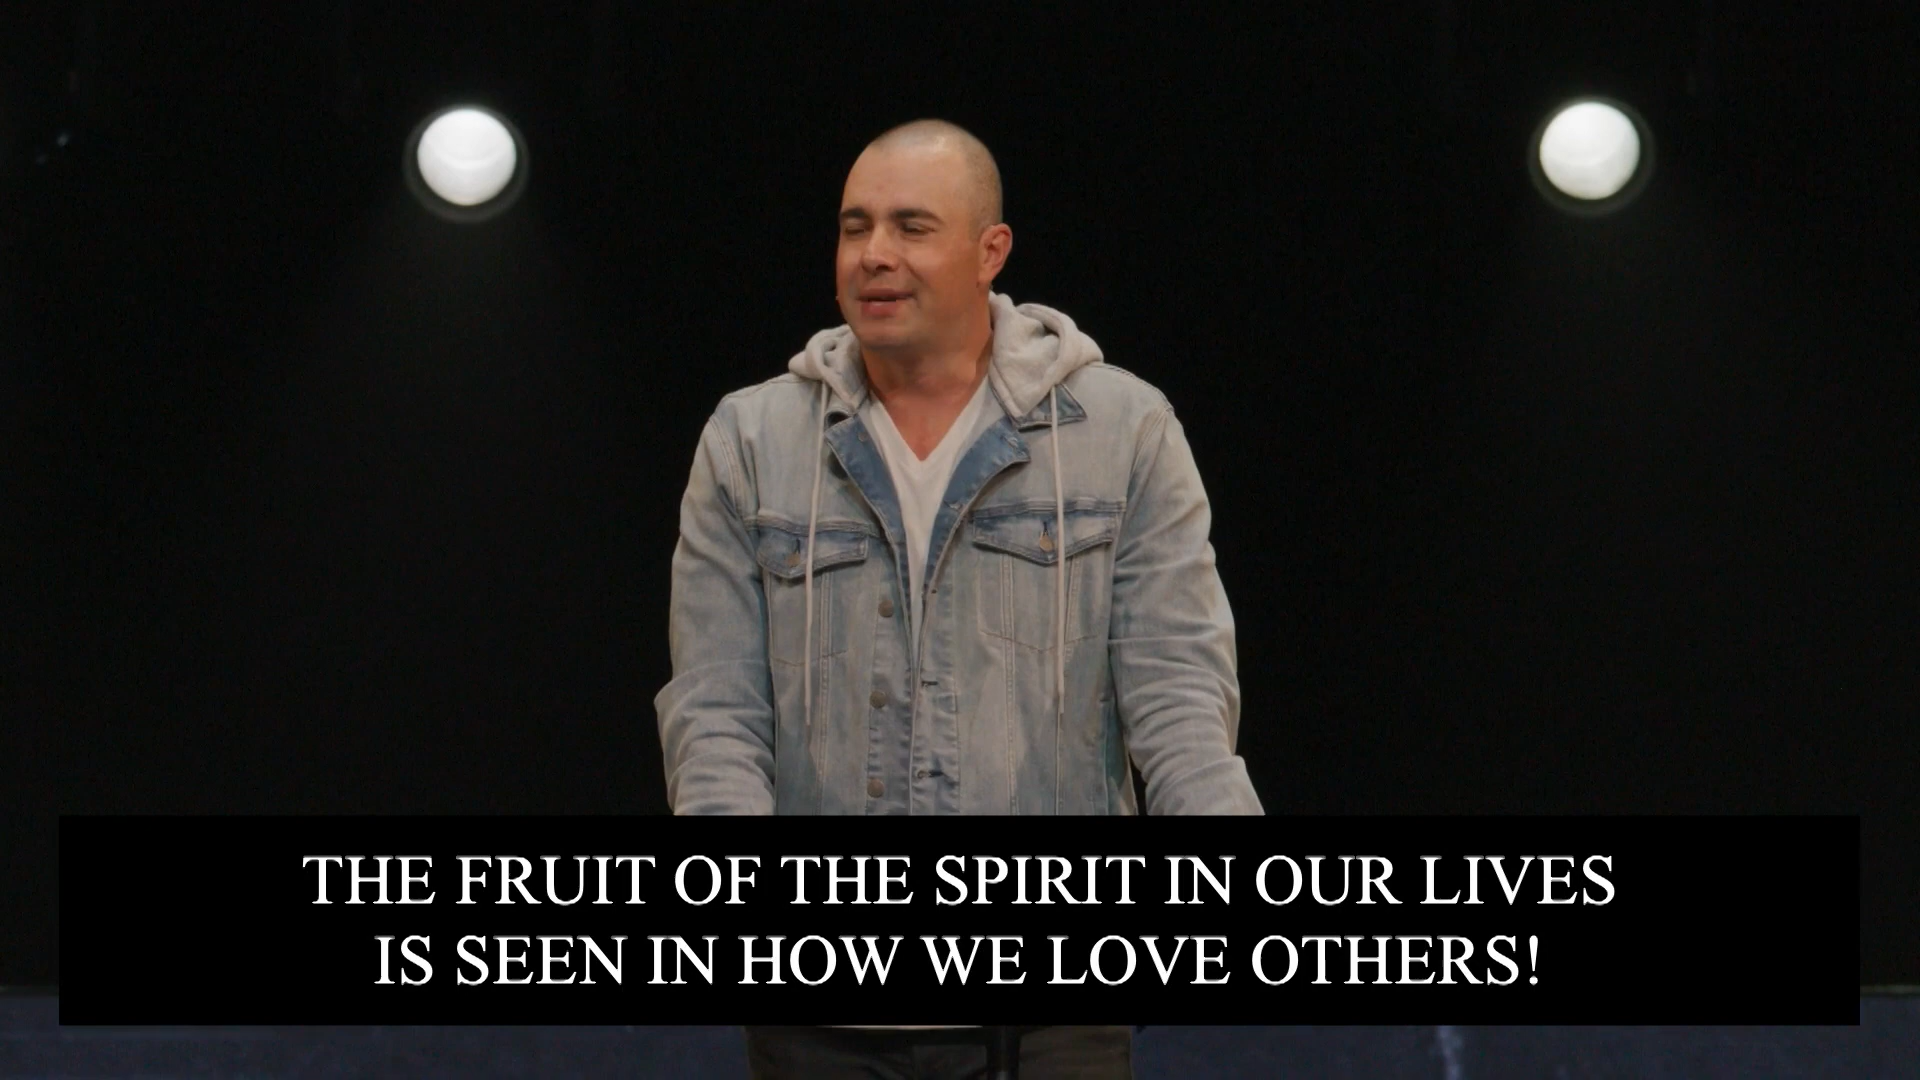 THE FRUIT OF THE SPIRIT IN OUR LIVES
IS SEEN IN HOW WE LOVE OTHERS!